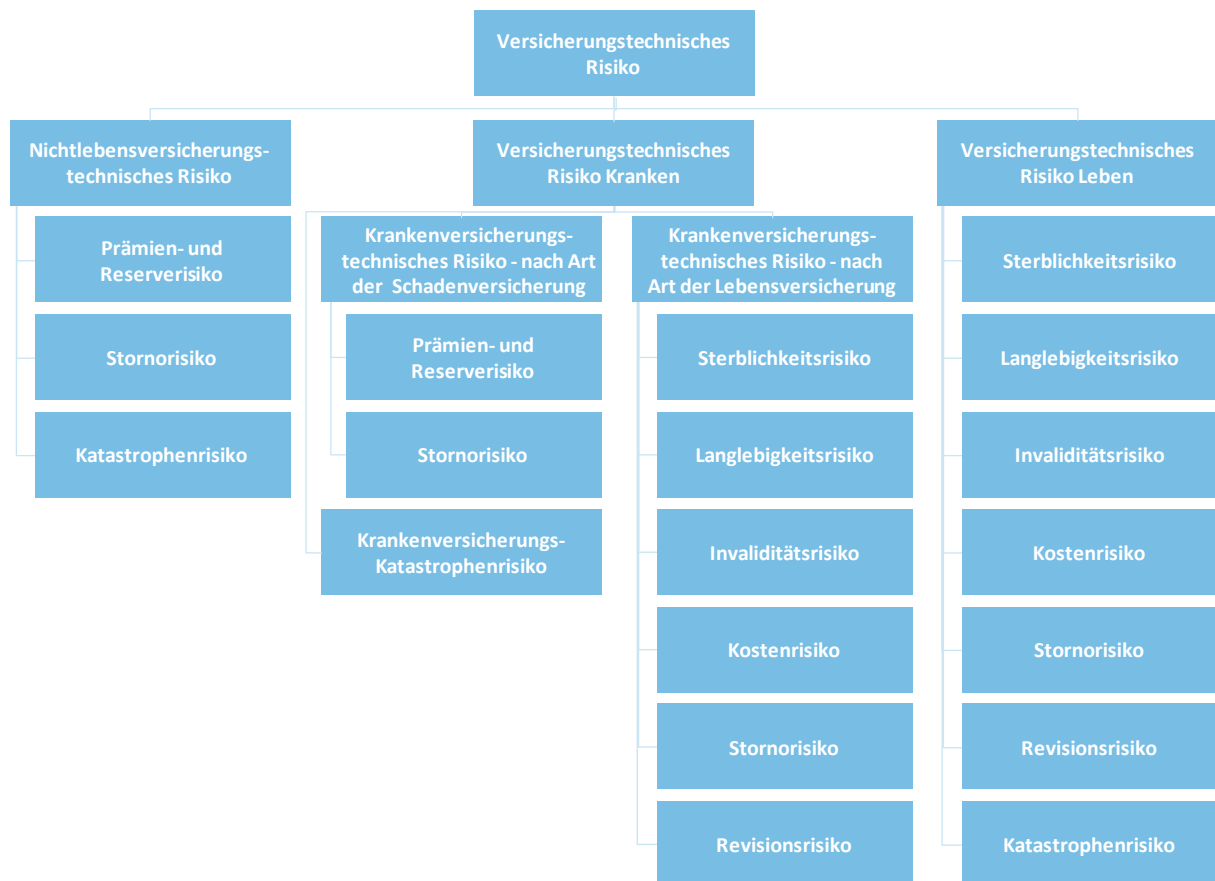 Versicherungstechnisches
Risiko
Nichtlebensversicherungs-
technisches Risiko
Prämien- und
Reserverisiko
Stornorisiko
Katastrophenrisiko
Versicherungstechnisches
Risiko Kranken
Krankenversicherungs-
technisches Risiko - nach Art
der Schadenversicherung
Prämien- und
Reserverisiko
Stornorisiko
Krankenversicherungs-
Katastrophenrisiko
Krankenversicherungs-
technisches Risiko - nach
Art der Lebensversicherung
Sterblichkeitsrisiko
Langlebigkeitsrisiko
Invaliditätsrisiko
Kostenrisiko
Stornorisiko
Revisionsrisiko
Versicherungstechnisches
Risiko Leben
Sterblichkeitsrisiko
Langlebigkeitsrisiko
Invaliditätsrisiko
Kostenrisiko
Stornorisiko
Revisionsrisiko
Katastrophenrisiko